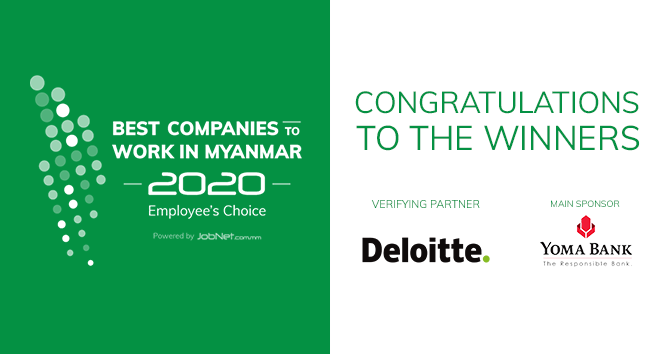 BEST COMPANIES TO
WORK IN MYANMAR
2020
Employee's Choice
Powered by JobNet.com.mm
CONGRATULATIONS
TO THE WINNERS
VERIFYING PARTNER
Deloitte.
MAIN SPONSOR
YOMA BANK
The Responsible Bank.